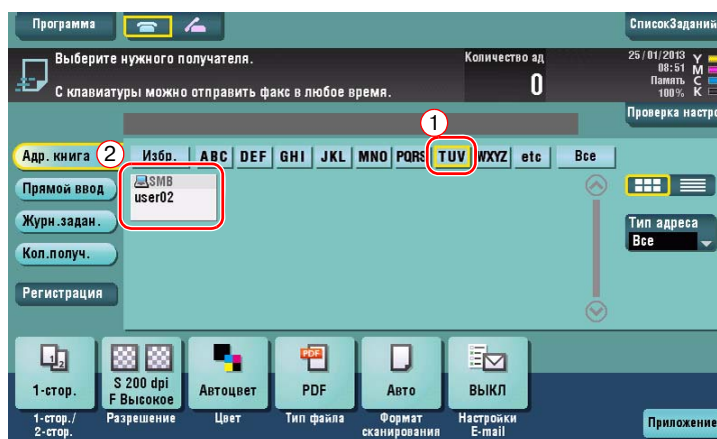 Программа
СписокЗаданий
Выберите нужного получателя.
С клавиатуры можно отправить факс в любое время.
Количество ад
0
25/01/2013
08:51
Память
100%
Y
M
C
K
Проверка настро
1
Адр. книга
2
Избр. ABC DEF GHI JKL MNO PQRS TUV WXYZ etc Все
SMB
user02
Прямой ввод
Журн.задан.
Кол.получ.
Регистрация
Тип адреса
Все
1-стор.
S 200 dpi
F Высокое
Автоцвет
PDF
PDF
Авто
ВЫКЛ
1-стор./
2-стор.
Разрешение
Цвет
Тип файла
Формат
сканирования
Настройки
E-mail
Приложение